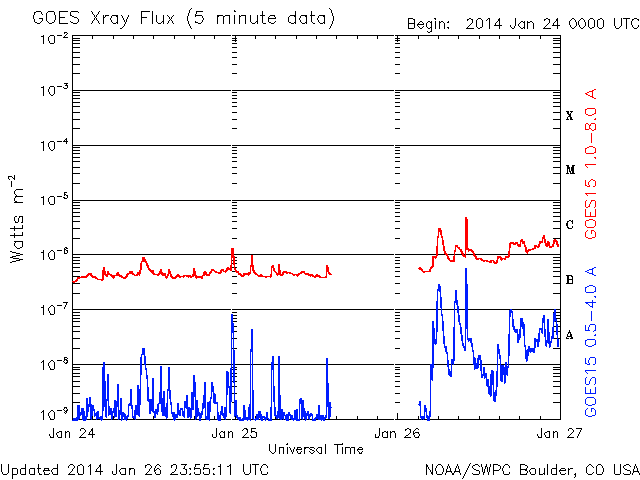 GOES Xray Flux (5 minute data)
Begin: 2014 Jan 24 0000 UTC
10⁻²
10⁻³
10⁻⁴
10⁻⁵
10⁻⁶
10⁻⁷
10⁻⁸
10⁻⁹
Watts m⁻²
X
M
C
B
A
GOES15 1.0–8.0 A
GOES15 0.5–4.0 A
Jan 24
Jan 25
Jan 26
Jan 27
Universal Time
Updated 2014 Jan 26 23:55:11 UTC
NOAA/SWPC Boulder, CO USA